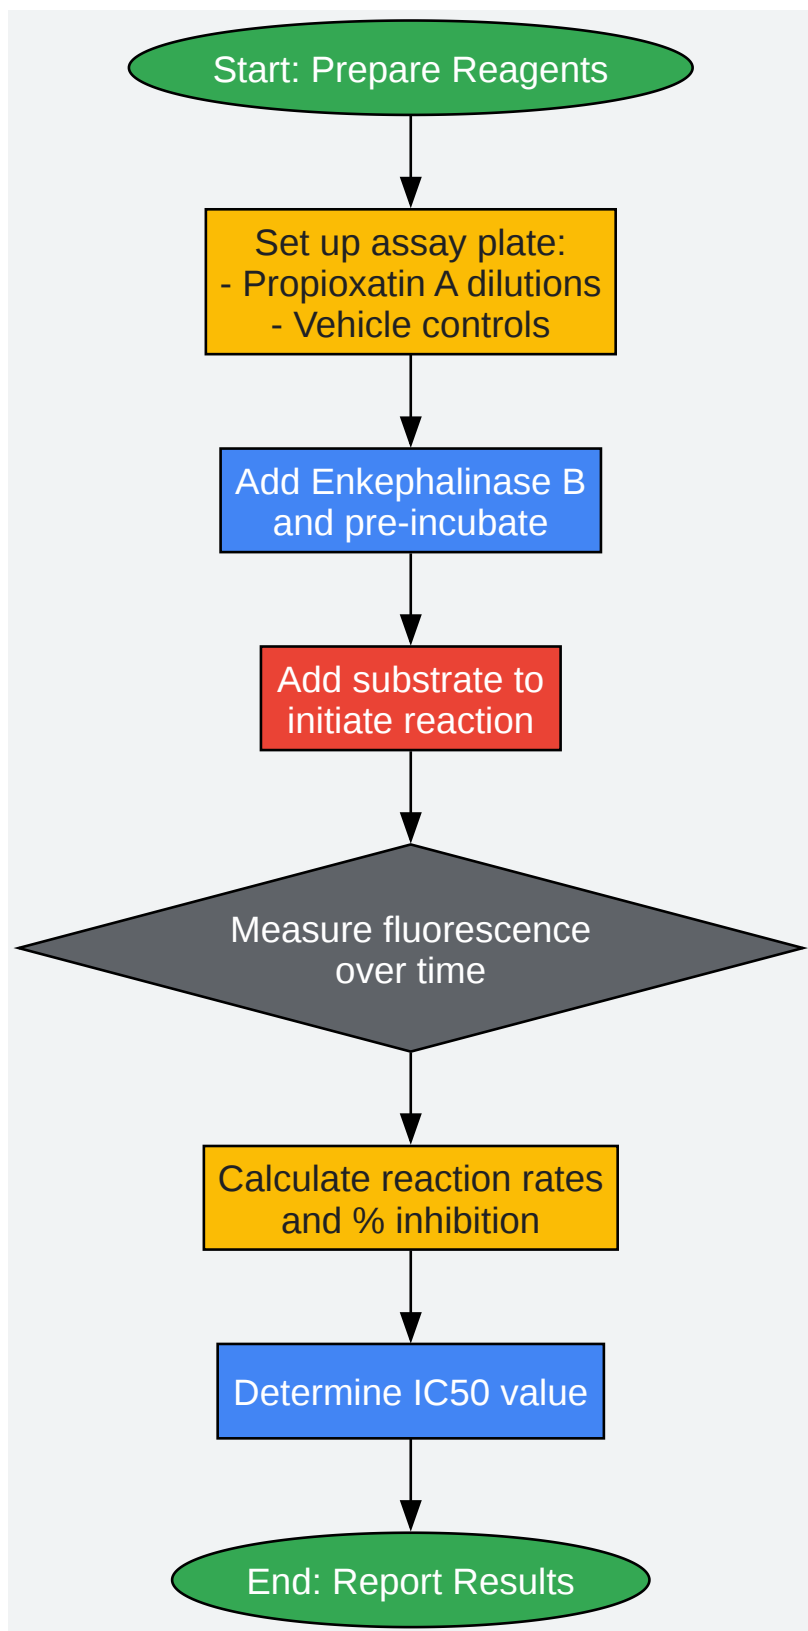 Start: Prepare Reagents
Set up assay plate:
- Propioxatin A dilutions
- Vehicle controls
Add Enkephalinase B
and pre-incubate
Add substrate to
initiate reaction
Measure fluorescence
over time
Calculate reaction rates
and % inhibition
Determine IC50 value
End: Report Results